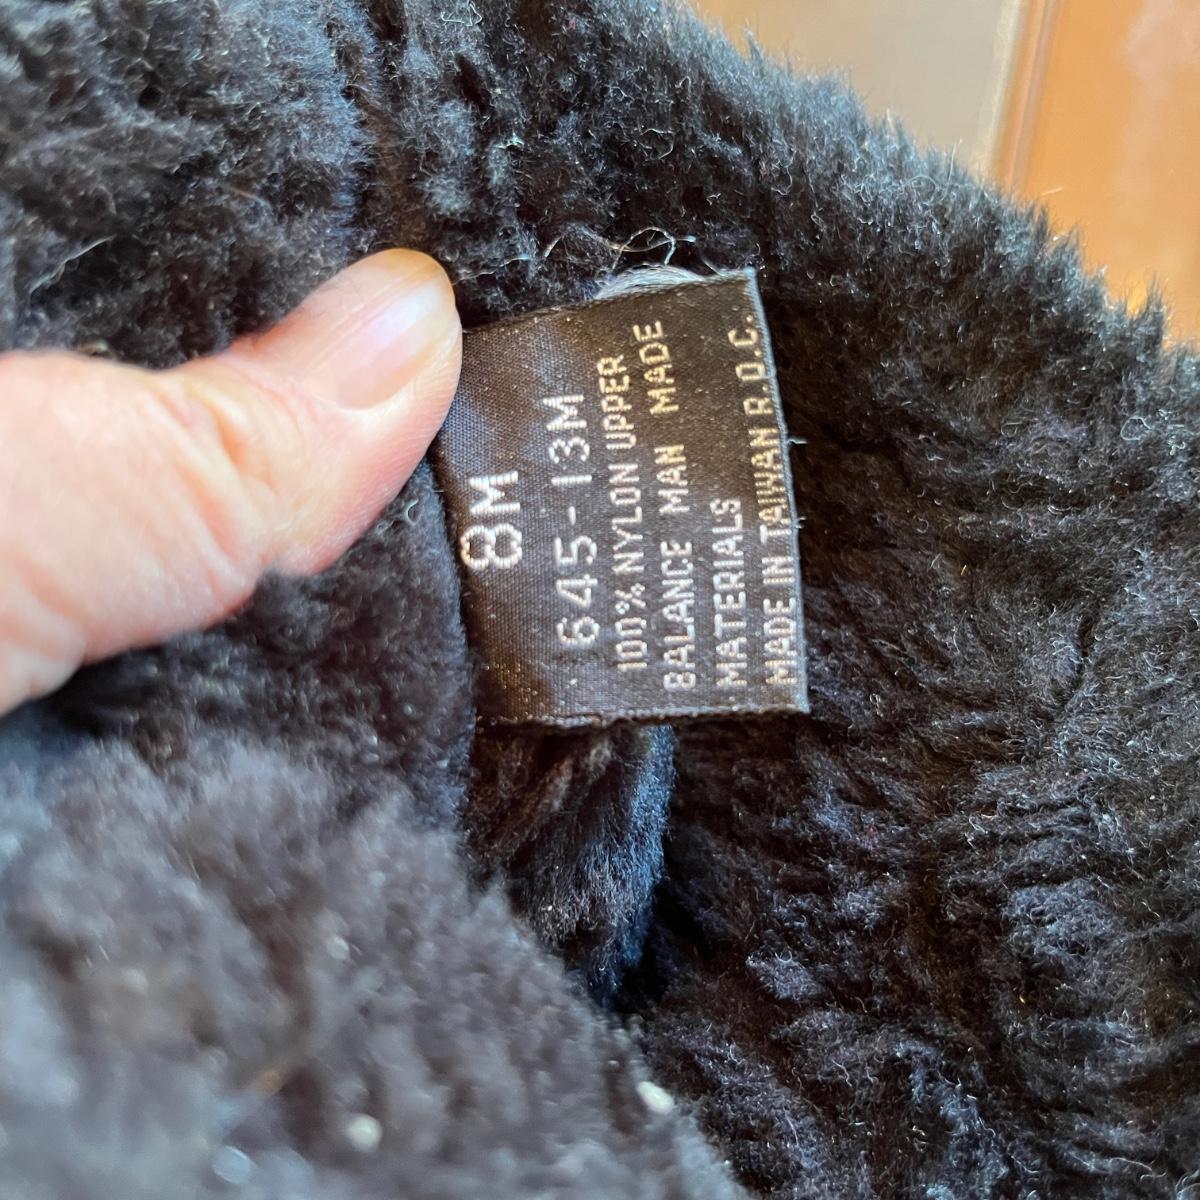 8M
645-13M
100% NYLON UPPER
BALANCE MAN MADE
MATERIALS
MADE IN TAIWAN R.O.C.